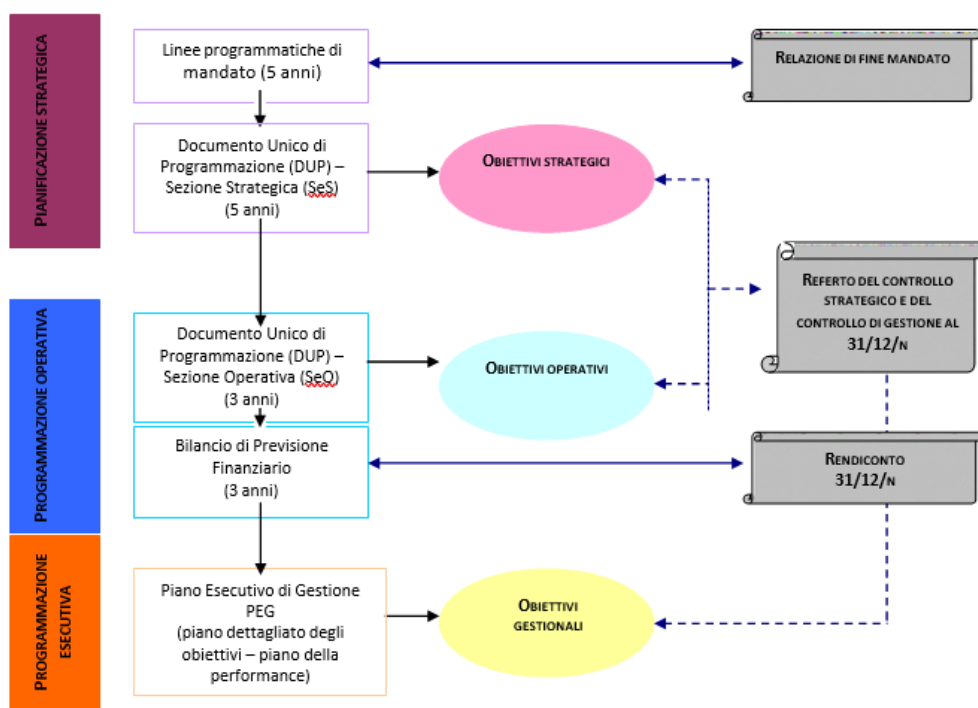 PIANIFICAZIONE STRATEGICA
Linee programmatiche di
mandato (5 anni)
RELAZIONE DI FINE MANDATO
Documento Unico di
Programmazione (DUP) –
Sezione Strategica (SeS)
(5 anni)
OBIETTIVI STRATEGICI
REFERTO DEL CONTROLLO
STRATEGICO E DEL
CONTROLLO DI GESTIONE AL
31/12/N
PROGRAMMAZIONE OPERATIVA
Documento Unico di
Programmazione (DUP) –
Sezione Operativa (SeO)
(3 anni)
OBIETTIVI OPERATIVI
Bilancio di Previsione
Finanziario
(3 anni)
RENDICONTO
31/12/N
PROGRAMMAZIONE
ESECUTIVA
Piano Esecutivo di Gestione
PEG
(piano dettagliato degli
obiettivi – piano della
performance)
OBIETTIVI
GESTIONALI